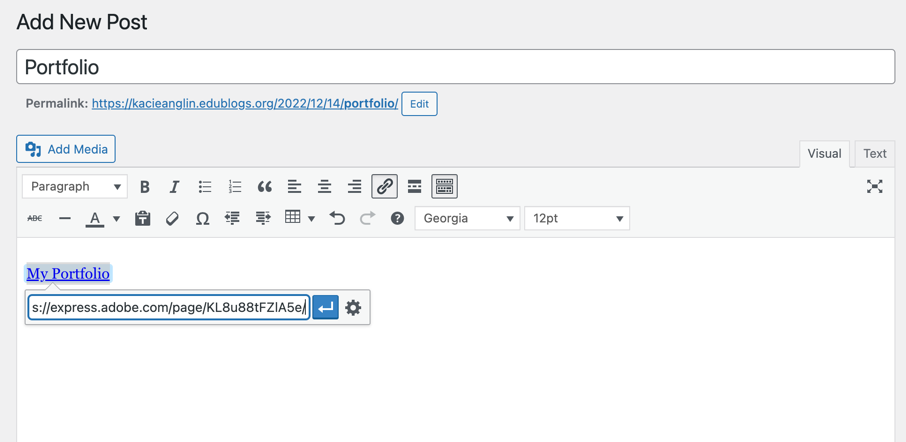 Add New Post
Portfolio
Permalink: https://kacieanglin.edublogs.org/2022/12/14/portfolio/ Edit
Add Media
Visual Text
Paragraph B I
ABC A Ω Georgia 12pt
My Portfolio
s://express.adobe.com/page/KL8u88tFZlA5e/